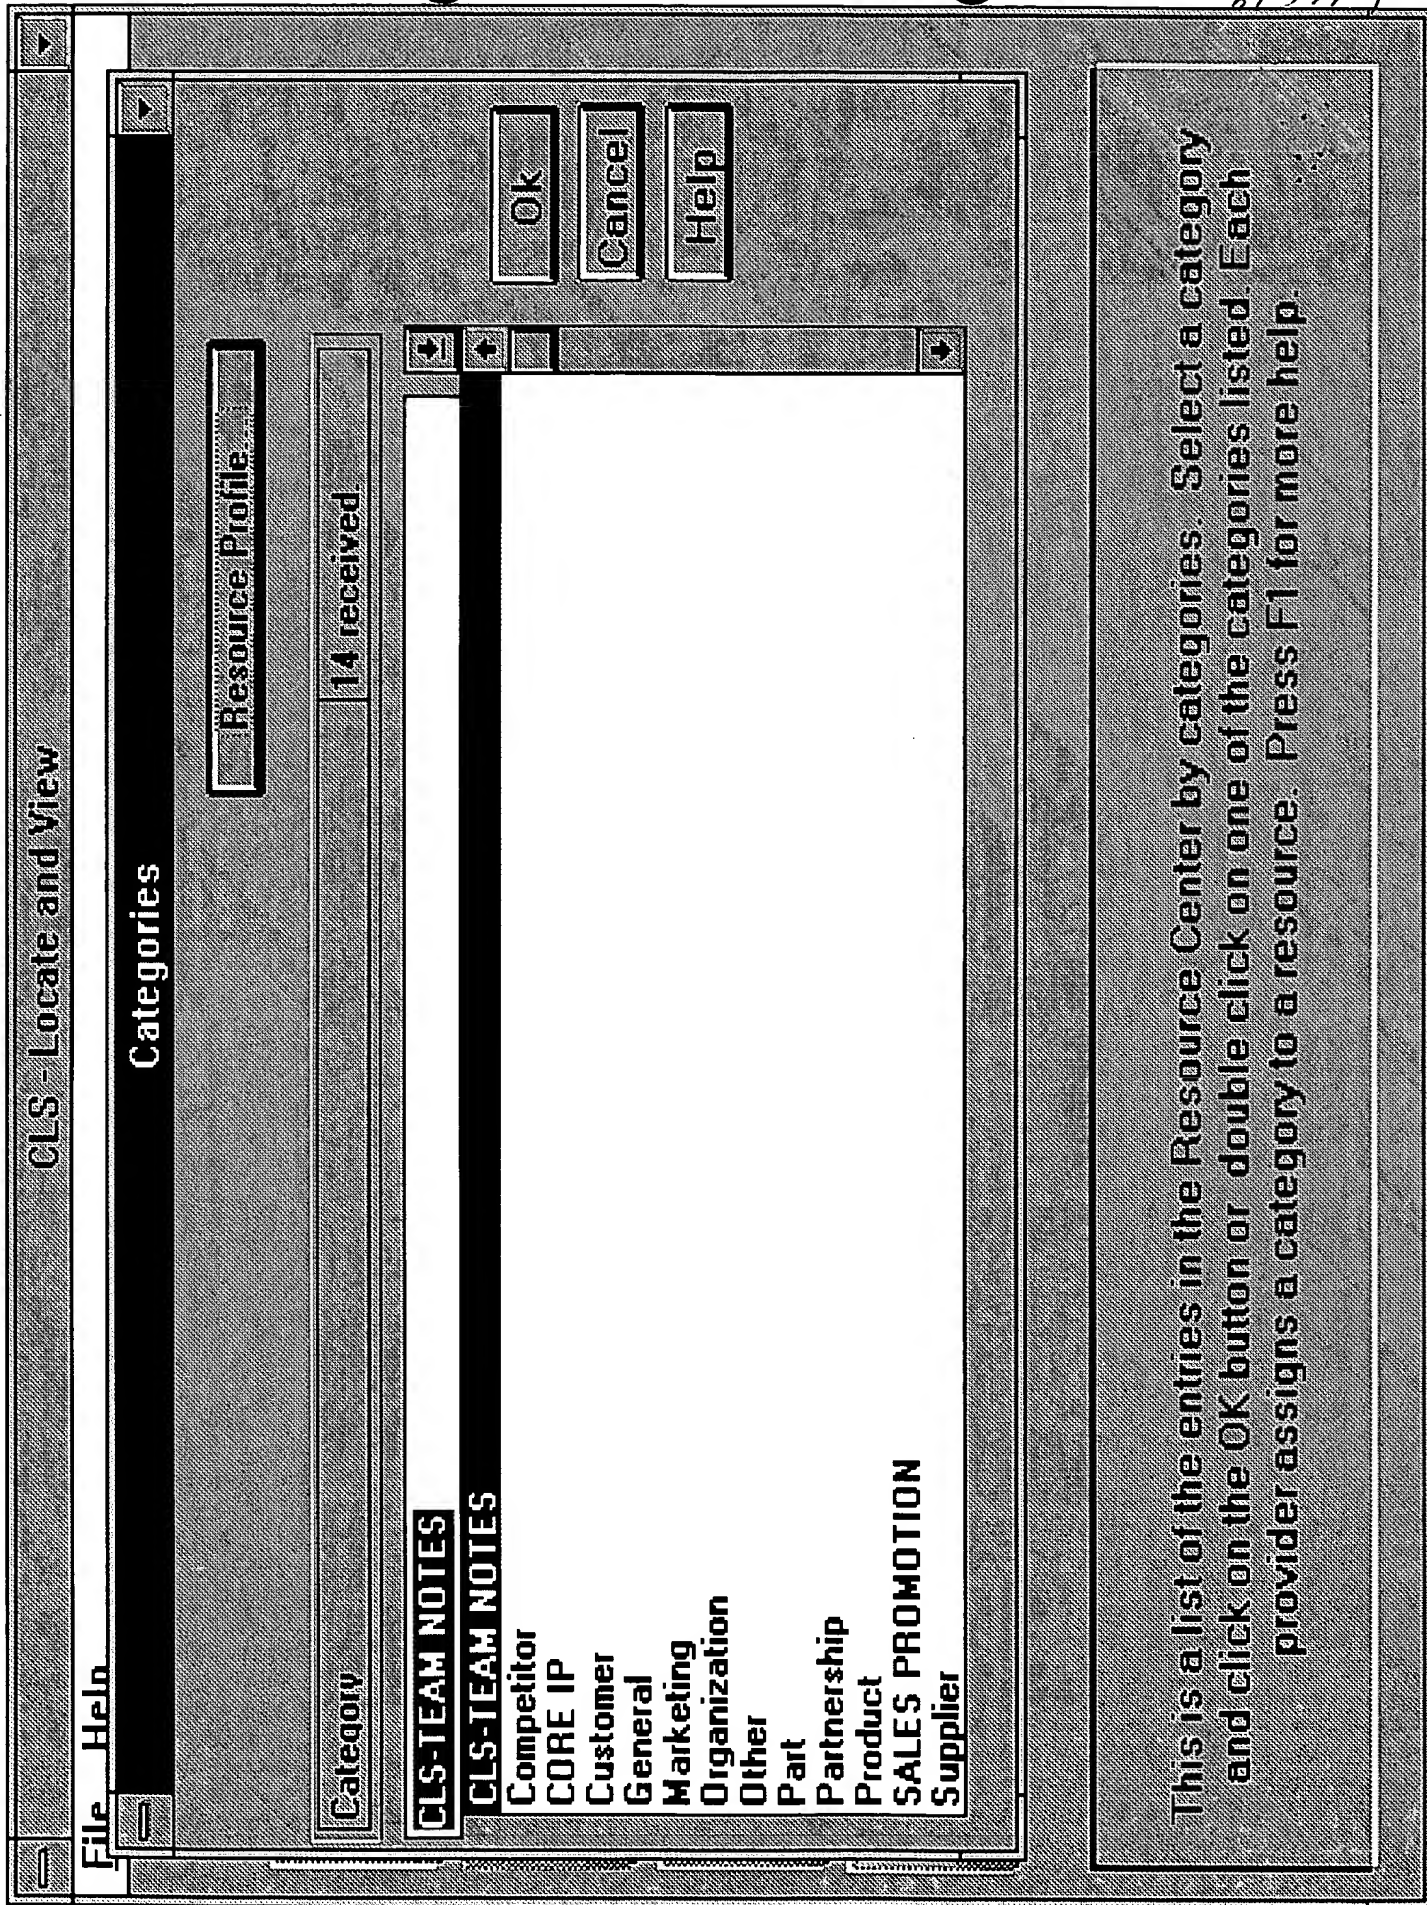 CLS - Locate and View
File Help
Categories
Resource Profile...
Category
14 received.
CLS-TEAM NOTES
CLS-TEAM NOTES
Competitor
CORE IP
Customer
General
Marketing
Organization
Other
Part
Partnership
Product
SALES PROMOTION
Supplier
Ok
Cancel
Help
This is a list of the entries in the Resource Center by categories. Select a category
and click on the OK button or double click on one of the categories listed. Each
provider assigns a category to a resource. Press F1 for more help.